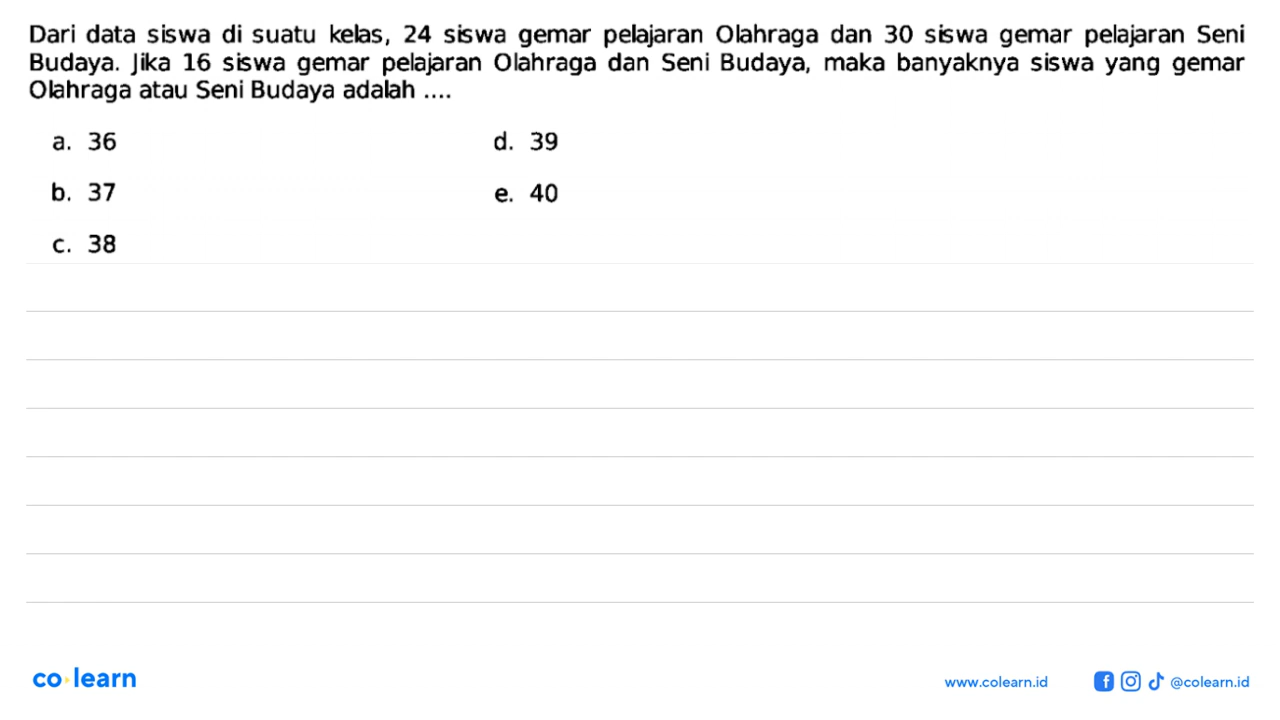 Dari data siswa di suatu kelas, 24 siswa gemar pelajaran Olahraga dan 30 siswa gemar pelajaran Seni
Budaya. Jika 16 siswa gemar pelajaran Olahraga dan Seni Budaya, maka banyaknya siswa yang gemar
Olahraga atau Seni Budaya adalah ....
a. 36
b. 37
c. 38
d. 39
e. 40
co learn
www.colearn.id
@colearn.id